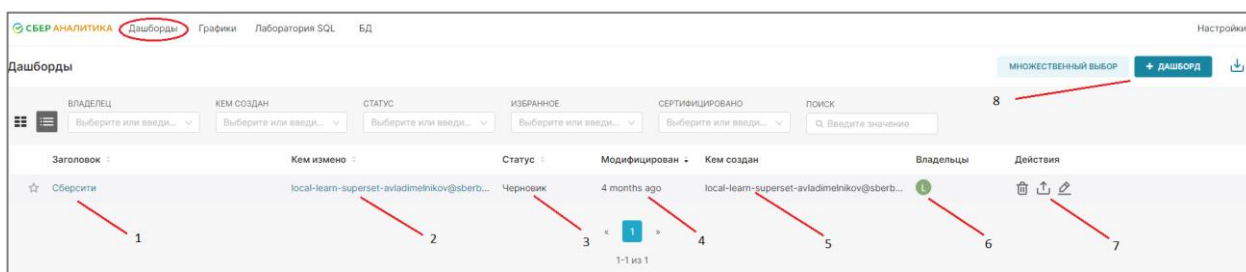 СБЕР АНАЛИТИКА Дашборды Графики Лаборатория SQL БД Настройки
Дашборды МНОЖЕСТВЕННЫЙ ВЫБОР + ДАШБОРД
8
ВЛАДЕЛЕЦ КЕМ СОЗДАН СТАТУС ИЗБРАННОЕ СЕРТИФИЦИРОВАНО ПОИСК
Выберите или введи... Выберите или введи... Выберите или введи... Выберите или введи... Выберите или введи... Введите значение
Заголовок Кем измено Статус Модифицирован Кем создан Владельцы Действия
Сберсити local-learn-superset-avladimelnikov@sberb... Черновик 4 months ago local-learn-superset-avladimelnikov@sberb... L
1 2 3 4 5 6 7
« 1 »
1-1 из 1